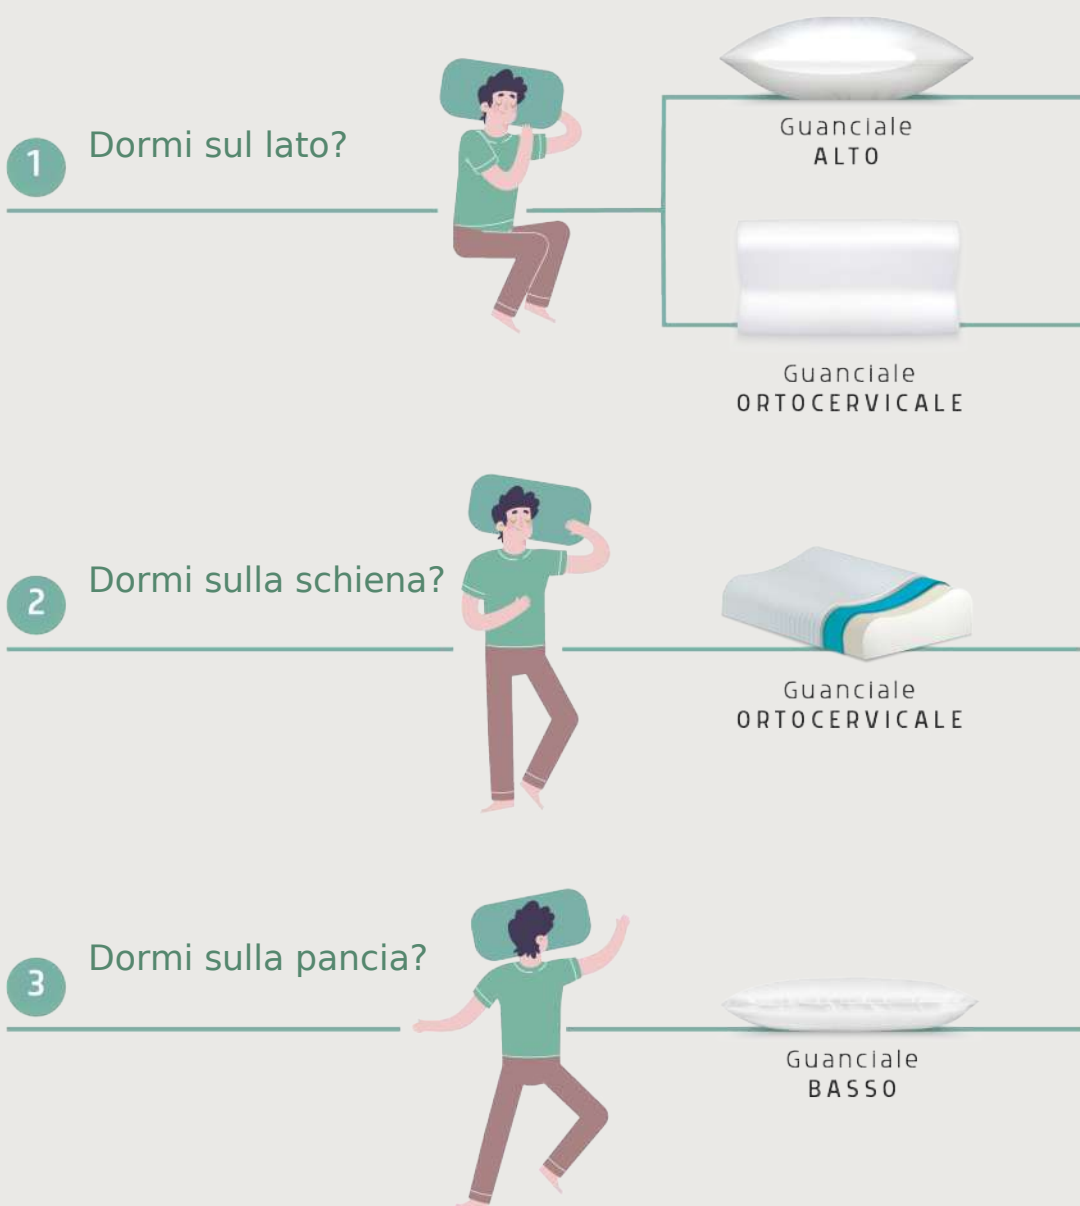 1
Dormi sul lato?
Guanciale
ALTO
Guanciale
ORTOCERVICALE
2
Dormi sulla schiena?
Guanciale
ORTOCERVICALE
3
Dormi sulla pancia?
Guanciale
BASSO